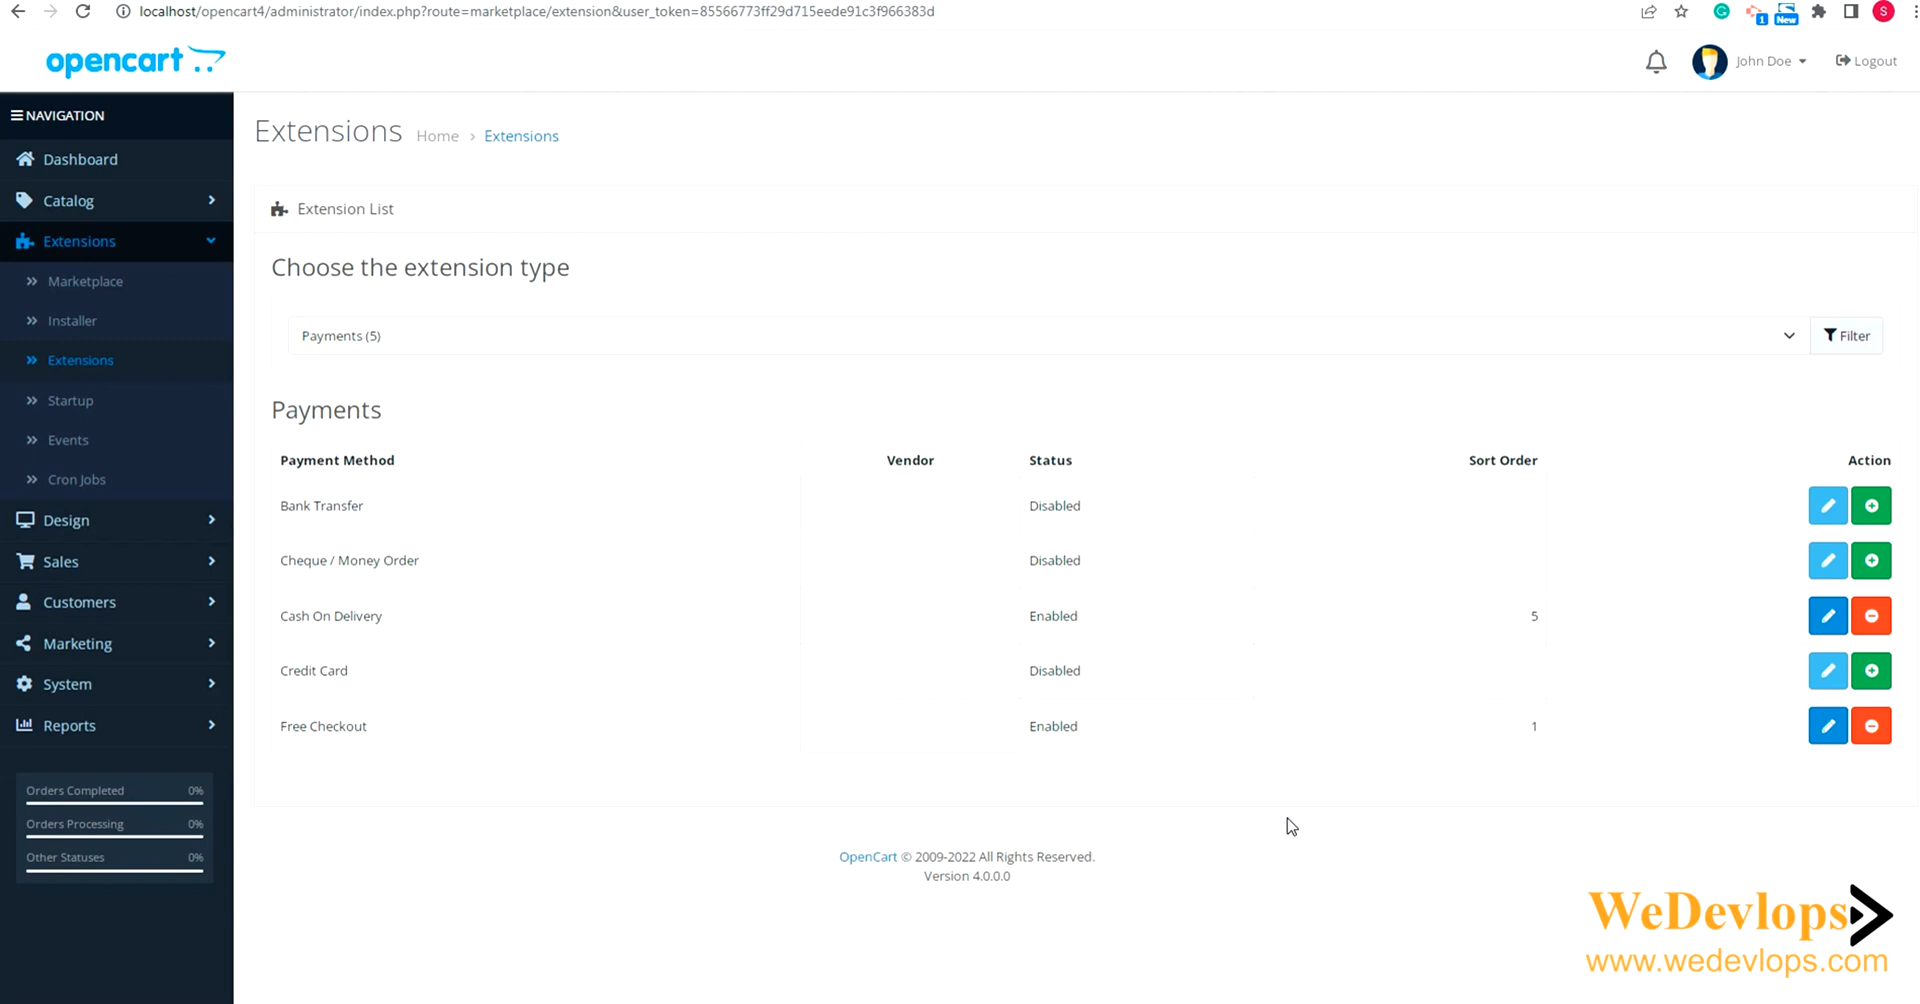 localhost/opencart4/administrator/index.php?route=marketplace/extension&user_token=85566773ff29d715eede91c3f966383d
1
New
S
opencart
John Doe
Logout
NAVIGATION
Dashboard
Catalog
Extensions
Marketplace
Installer
Extensions
Startup
Events
Cron Jobs
Design
Sales
Customers
Marketing
System
Reports
Orders Completed 0%
Orders Processing 0%
Other Statuses 0%
Extensions Home › Extensions
Extension List
Choose the extension type
Payments (5) Filter
Payments
Payment Method Vendor Status Sort Order Action
Bank Transfer Disabled
Cheque / Money Order Disabled
Cash On Delivery Enabled 5
Credit Card Disabled
Free Checkout Enabled 1
OpenCart © 2009-2022 All Rights Reserved.
Version 4.0.0.0
WeDevlops
www.wedevlops.com